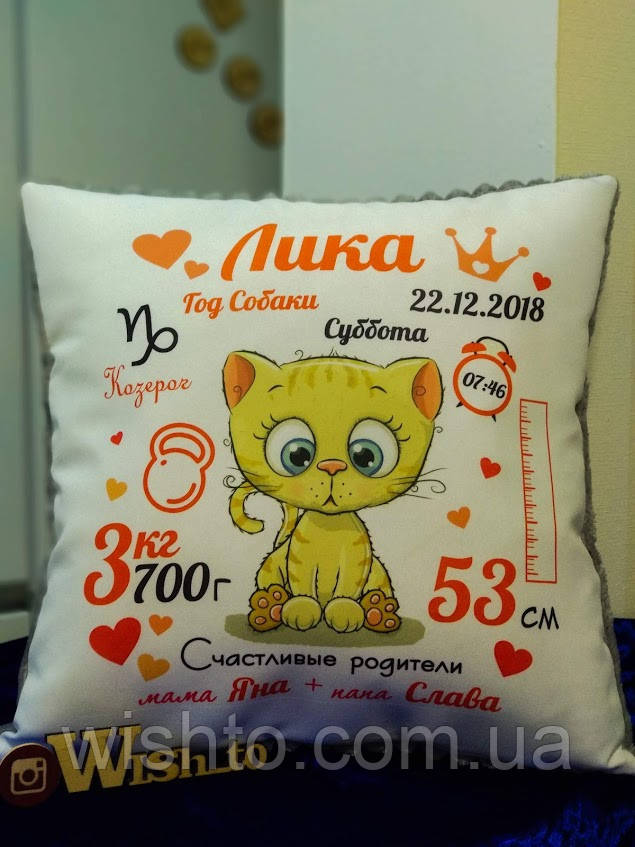 Лика
Год Собаки
22.12.2018
Суббота
Козерог
07:46
3кг
700г
53 см
Счастливые родители
мама Яна + папа Слава
Wish_to
wishto.com.ua